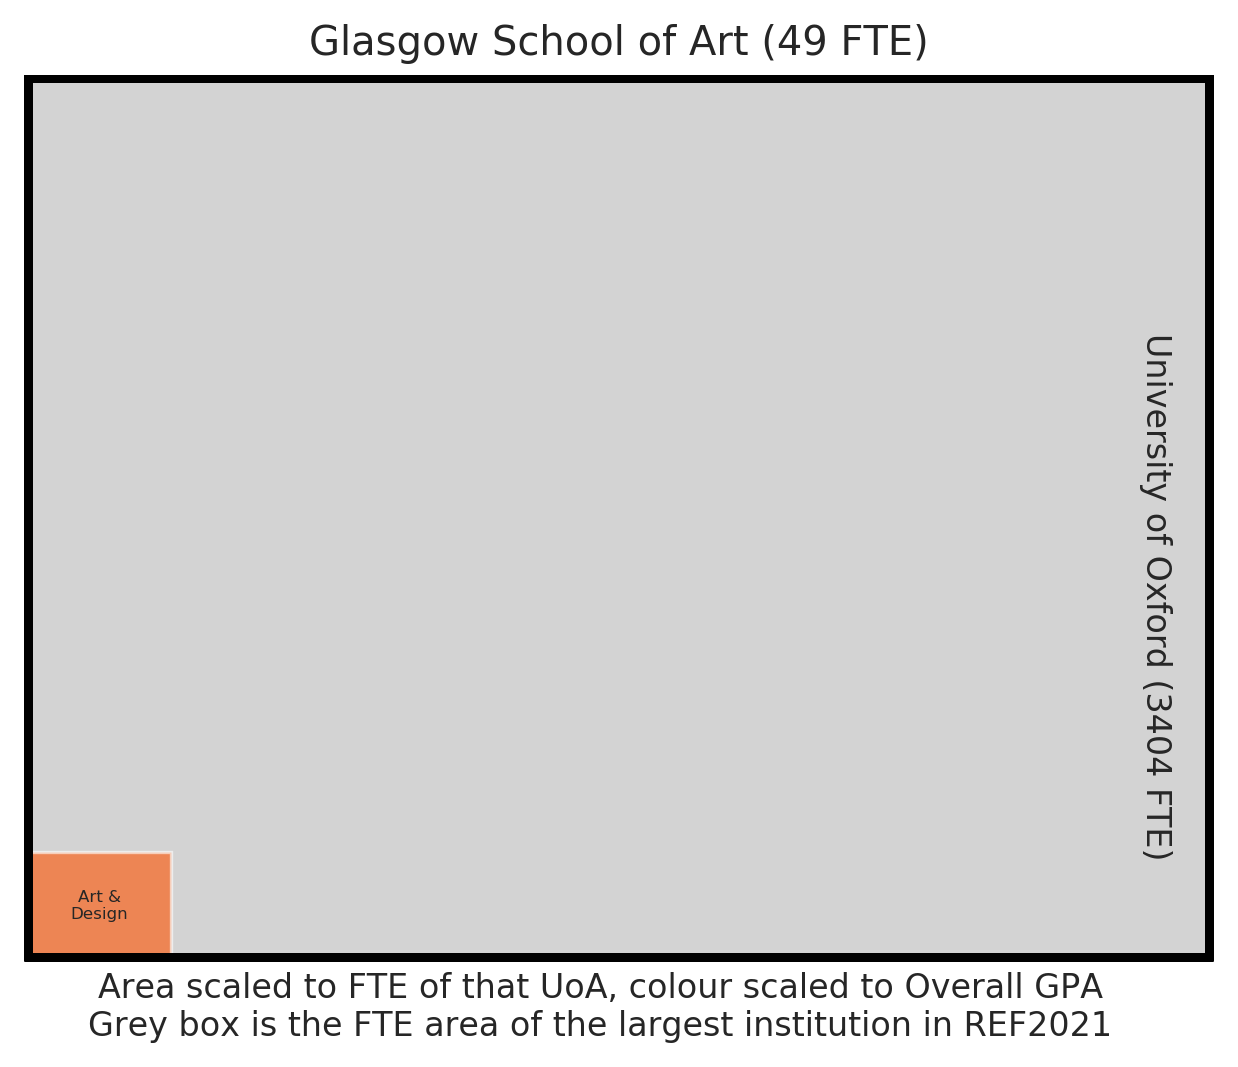 Glasgow School of Art (49 FTE)
University of Oxford (3404 FTE)
Art &
Design
Area scaled to FTE of that UoA, colour scaled to Overall GPA
Grey box is the FTE area of the largest institution in REF2021